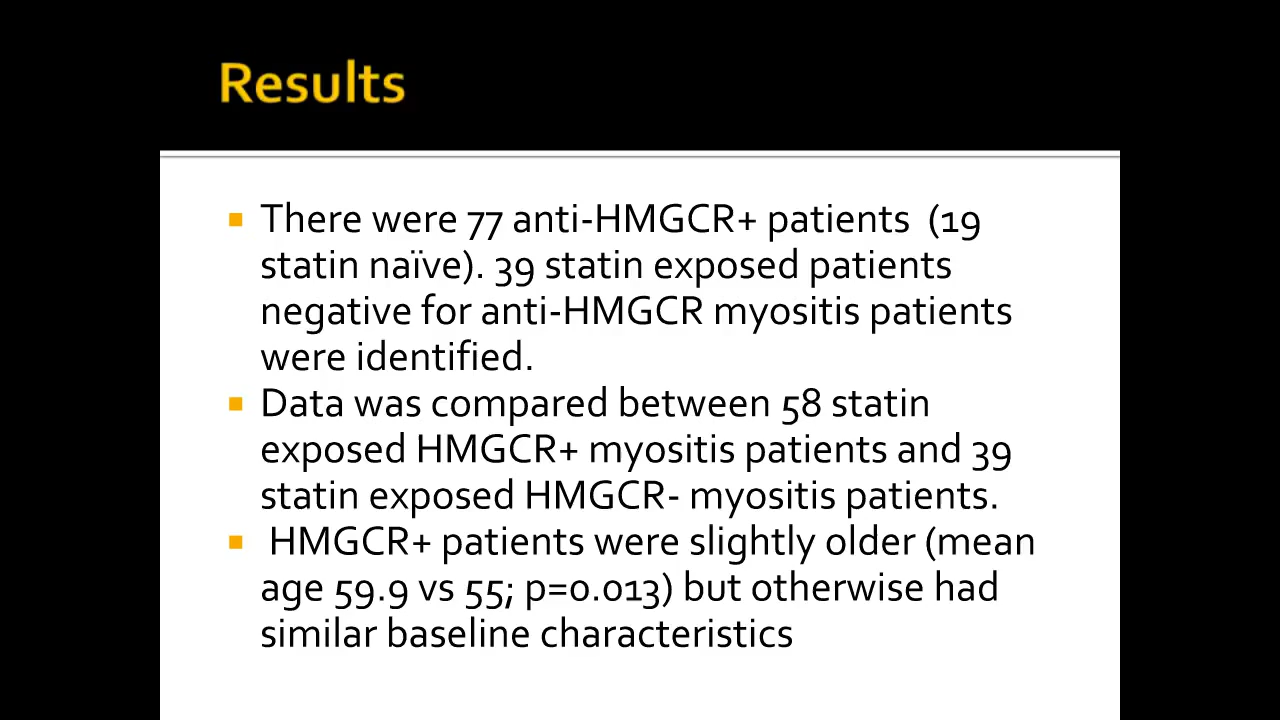 Results
There were 77 anti-HMGCR+ patients (19
statin naïve). 39 statin exposed patients
negative for anti-HMGCR myositis patients
were identified.
Data was compared between 58 statin
exposed HMGCR+ myositis patients and 39
statin exposed HMGCR- myositis patients.
HMGCR+ patients were slightly older (mean
age 59.9 vs 55; p=0.013) but otherwise had
similar baseline characteristics